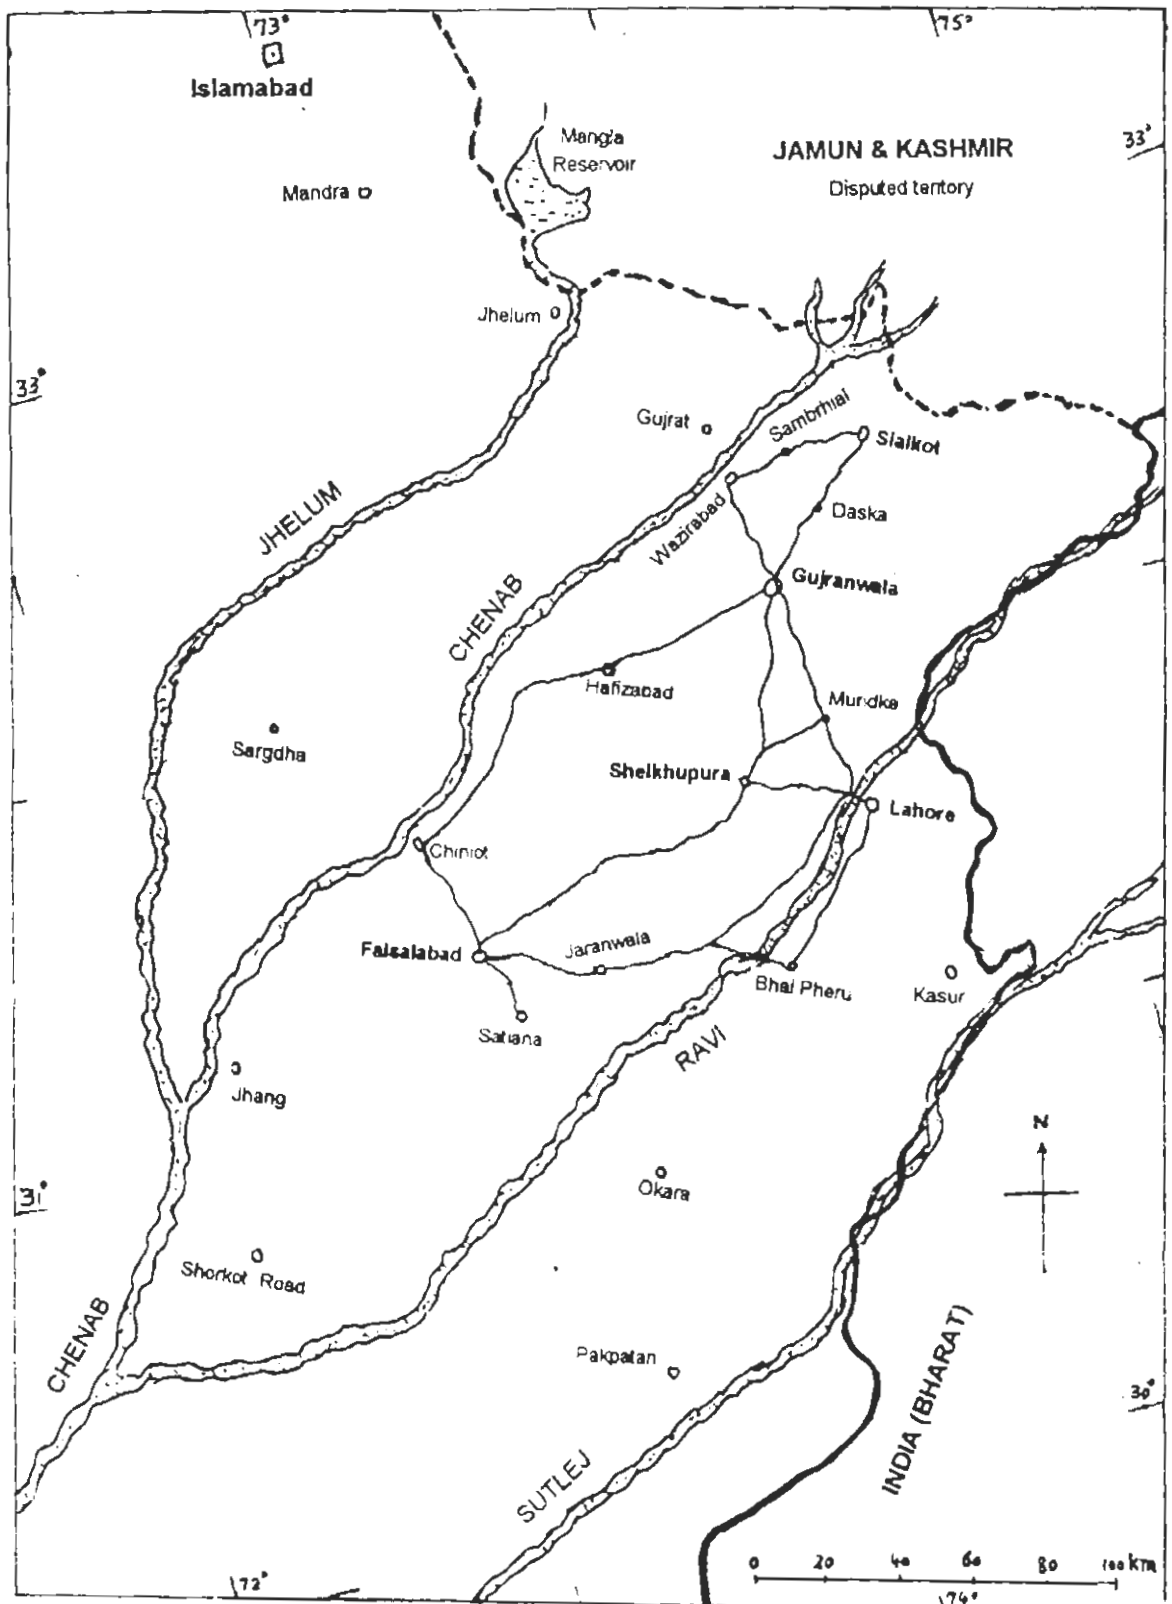 73°
75°
Islamabad
Mangla
Reservoir
JAMUN & KASHMIR
Disputed territory
33°
Mandra
Jhelum
33°
Gujrat
Sambrhial
Sialkot
JHELUM
Wazirabad
Daska
CHENAB
Gujranwala
Hafizabad
Muridke
Sargdha
Sheikhupura
Lahore
Chiniot
Faisalabad
Jaranwala
Bhai Pheru
Kasur
Satiana
RAVI
Jhang
N
Okara
31°
Shorkot Road
CHENAB
Pakpatan
INDIA (BHARAT)
30°
SUTLEJ
0 20 40 60 80 100 KM
72°
74°